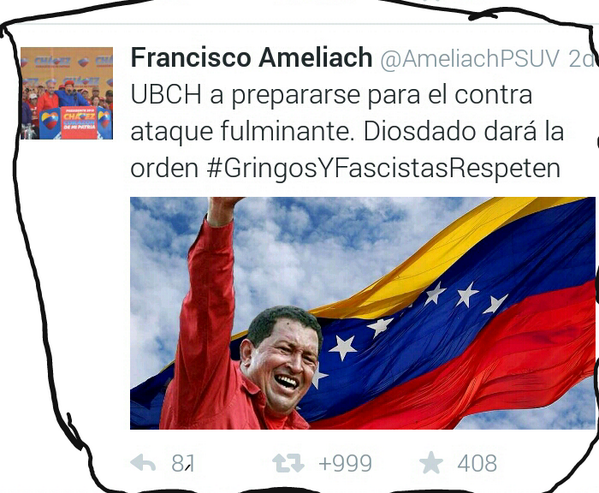 Francisco Ameliach @AmeliachPSUV 2d
UBCH a prepararse para el contra
ataque fulminante. Diosdado dará la
orden #GringosYFascistasRespeten
CHÁVEZ
81 +999 408